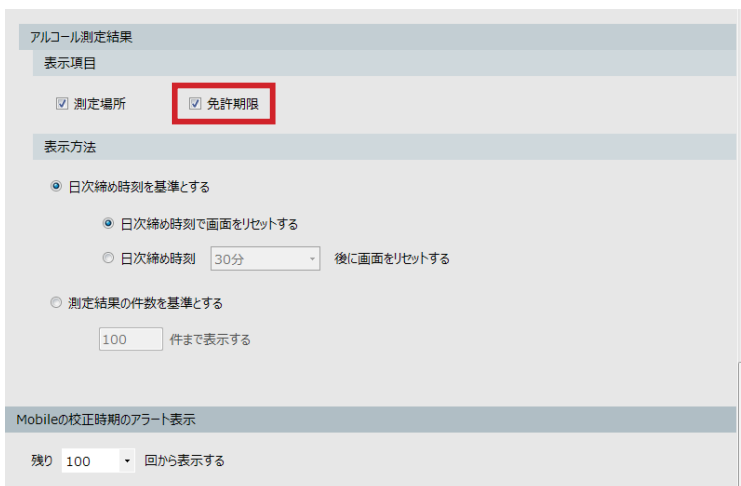 アルコール測定結果
表示項目
測定場所 免許期限
表示方法
日次締め時刻を基準とする
日次締め時刻で画面をリセットする
日次締め時刻 30分 後に画面をリセットする
測定結果の件数を基準とする
100 件まで表示する
Mobileの校正時期のアラート表示
残り 100 回から表示する